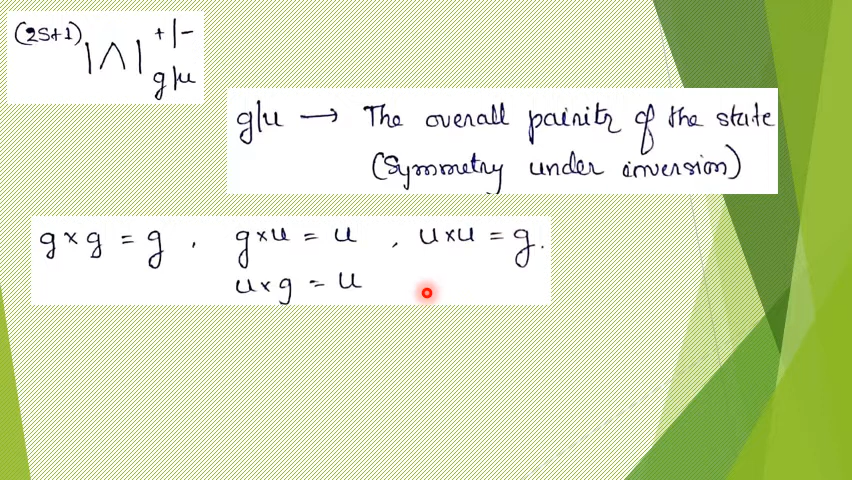 (2S+1) |Λ| +/-
g/u
g/u → The overall pairity of the state
(Symmetry under inversion)
g × g = g , g × u = u , u × u = g.
u × g = u